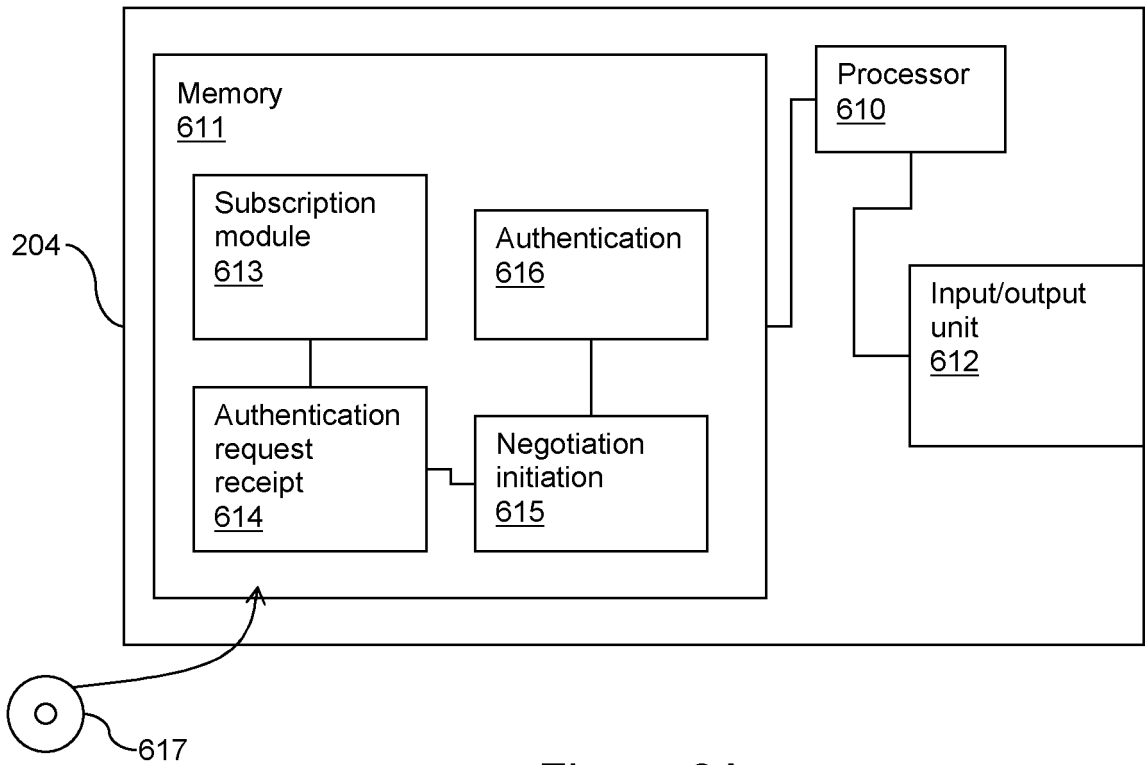 Memory
611
Processor
610
Subscription
module
613
Authentication
616
204
Input/output
unit
612
Authentication
request
receipt
614
Negotiation
initiation
615
617